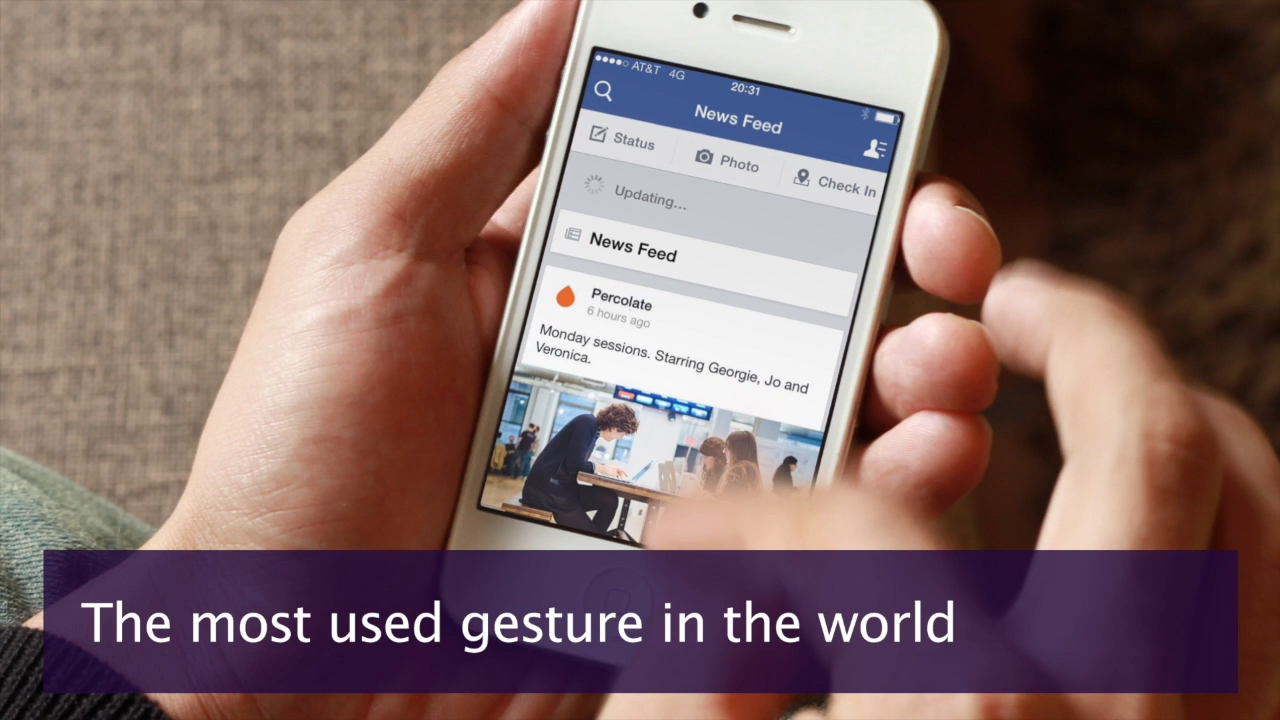 AT&T 4G
20:31
News Feed
Status
Photo
Check In
Updating...
News Feed
Percolate
6 hours ago
Monday sessions. Starring Georgie, Jo and
Veronica.
The most used gesture in the world